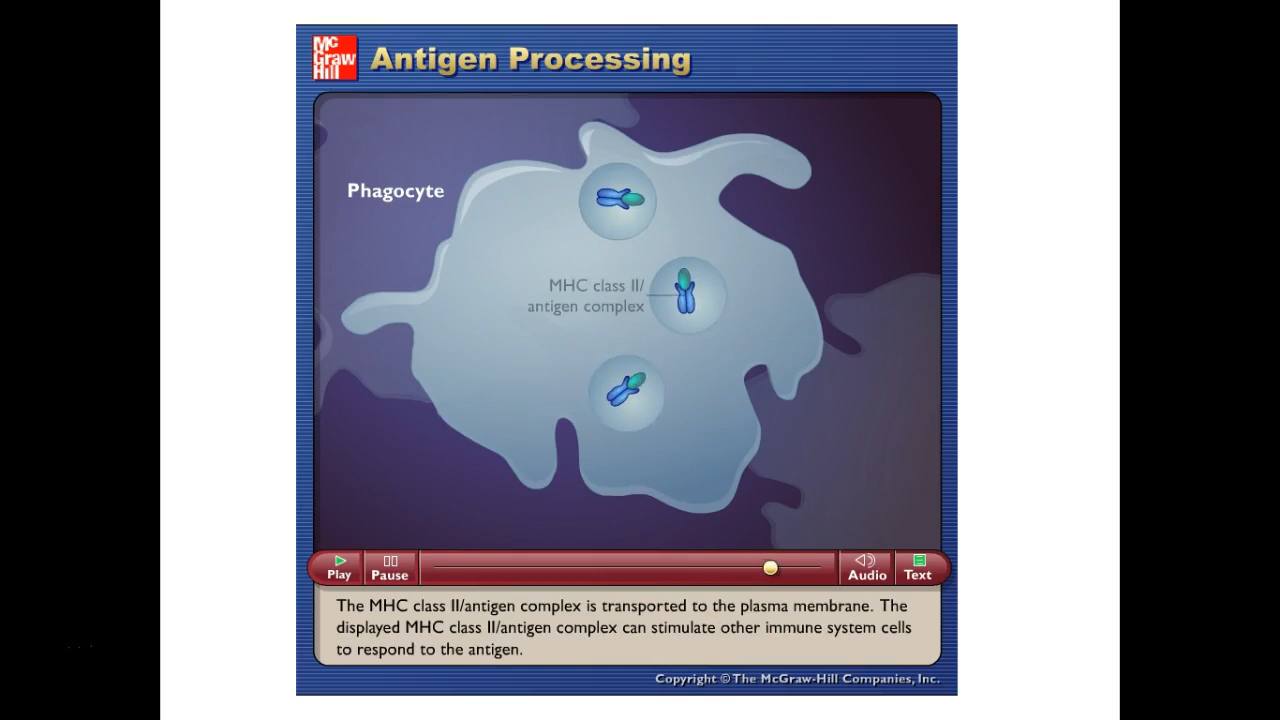 Mc
Graw
Hill
Antigen Processing
Phagocyte
MHC class II/
antigen complex
Play
Pause
Audio
Text
The MHC class II/antigen complex is transported to the plasma membrane. The
displayed MHC class II/antigen complex can stimulate other immune system cells
to respond to the antigen.
Copyright © The McGraw-Hill Companies, Inc.